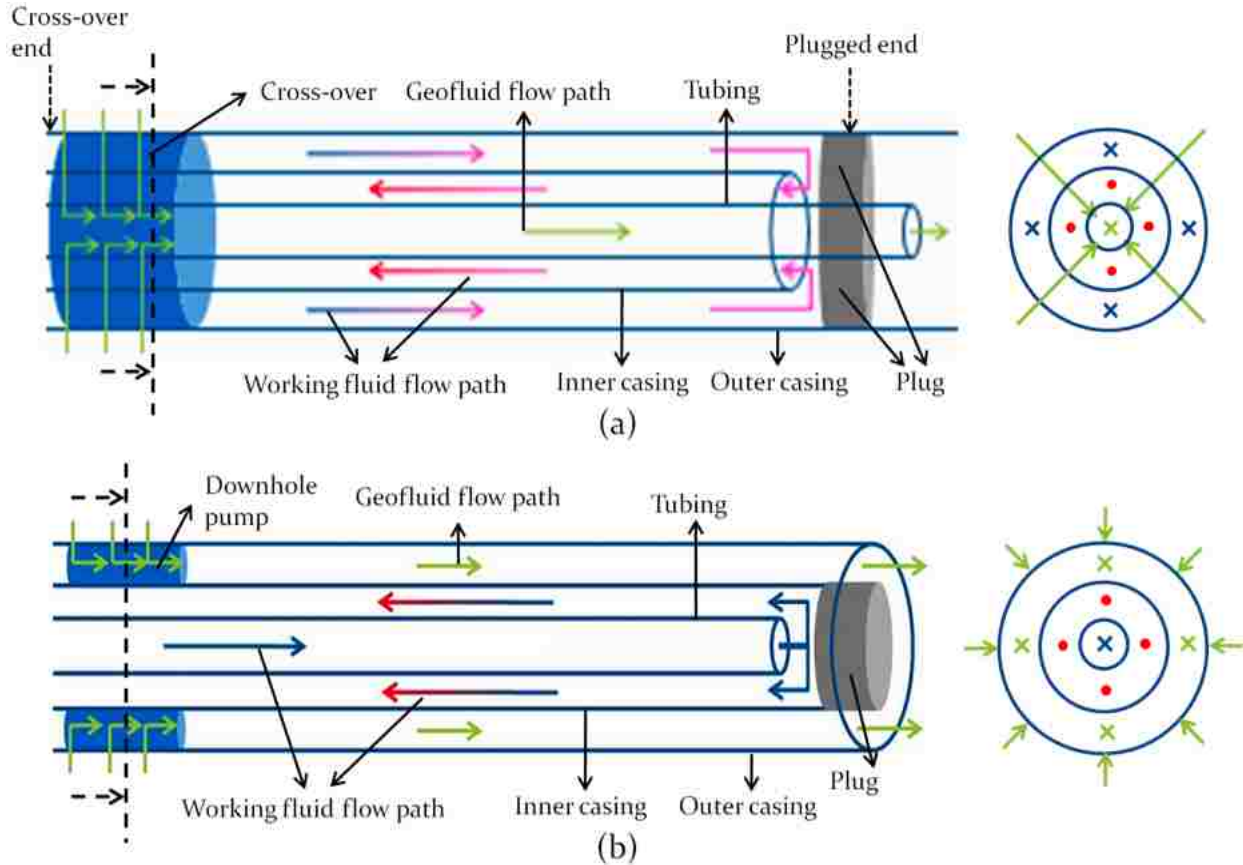 Cross-over
end
Plugged end
Cross-over
Geofluid flow path
Tubing
Working fluid flow path
Inner casing
Outer casing
Plug
(a)
Downhole
pump
Geofluid flow path
Tubing
Working fluid flow path
Inner casing
Outer casing
Plug
(b)